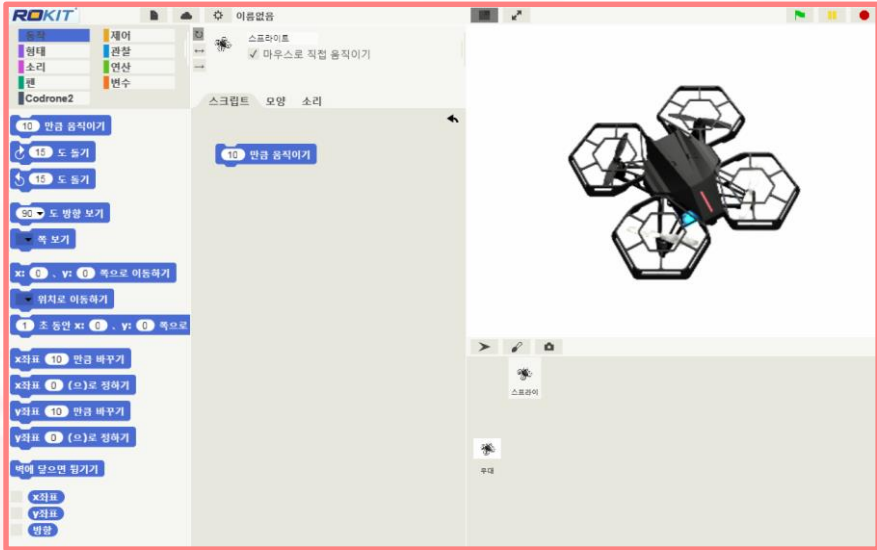 ROKIT 이름없음
동작 제어
형태 관찰
소리 연산
펜 변수
Codrone2
스프라이트
마우스로 직접 움직이기
스크립트 모양 소리
10 만큼 움직이기
15 도 돌기
15 도 돌기
90 도 방향 보기
쪽 보기
x: 0 , y: 0 쪽으로 이동하기
위치로 이동하기
1 초 동안 x: 0 , y: 0 쪽으로
x좌표 10 만큼 바꾸기
x좌표 0 (으)로 정하기
y좌표 10 만큼 바꾸기
y좌표 0 (으)로 정하기
벽에 닿으면 튕기기
x좌표
y좌표
방향
10 만큼 움직이기
스프라이
무대